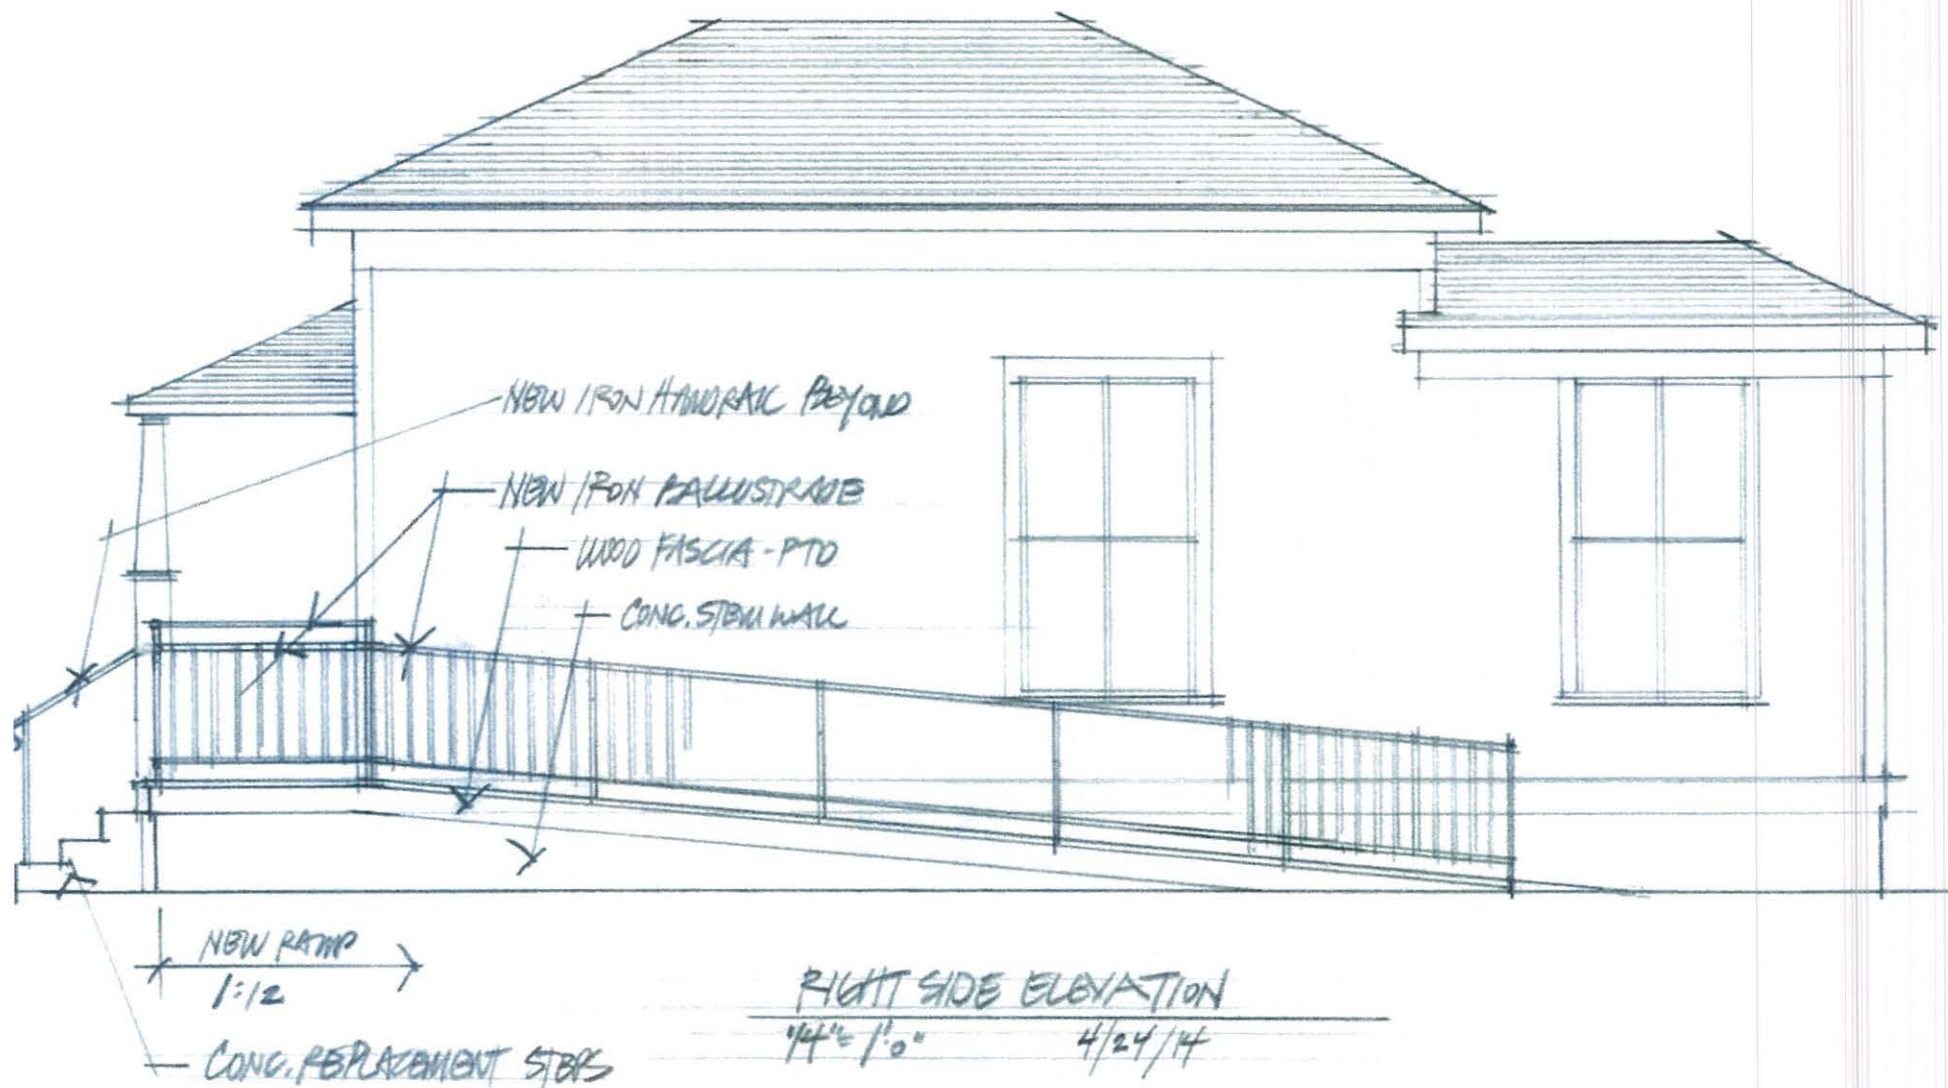 NEW IRON HANDRAIL BEYOND
NEW IRON BALLUSTRADE
WOOD FASCIA - PTD
CONC. STEM WALL
NEW RAMP
1:12
CONC. REPLACEMENT STEPS
RIGHT SIDE ELEVATION
1/4" = 1'-0" 4/24/14